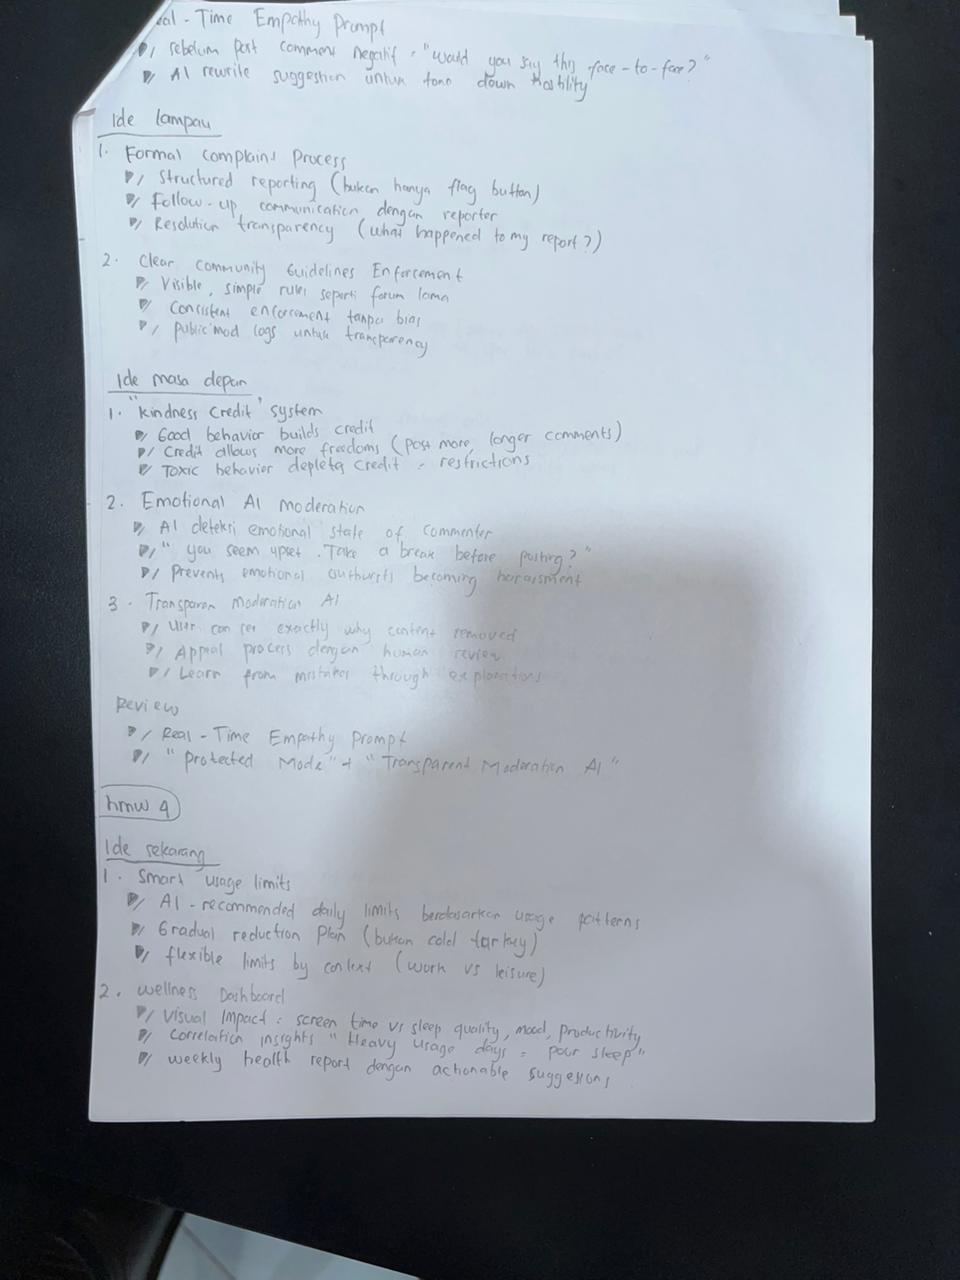 Real-Time Empathy Prompt
sebelum post comment negatif = "would you say this face-to-face?"
AI rewrite suggestion untuk tone down hostility
Ide lampau
1. Formal Complaint Process
Structured reporting (bukan hanya flag button)
Follow-up communication dengan reporter
Resolution transparency (what happened to my report?)
2. Clear Community Guidelines Enforcement
Visible, simple rules seperti forum lama
Consistent enforcement tanpa bias
Public mod logs untuk transparency
Ide masa depan
1. "kindness credit" system
Good behavior builds credit
Credit allows more freedoms (post more, longer comments)
Toxic behavior depletes credit = restrictions
2. Emotional AI moderation
AI deteksi emotional state of commenter
"you seem upset. Take a break before posting?"
Prevents emotional outbursts becoming harassment
3. Transparan Moderation AI
User can see exactly why content removed
Appeal process dengan human review
Learn from mistakes through explanations
Review
Real-Time Empathy Prompt
"Protected Mode" + "Transparent Moderation AI"
hmw 4
Ide sekarang
1. Smart usage limits
AI-recommended daily limits berdasarkan usage patterns
Gradual reduction plan (bukan cold turkey)
flexible limits by context (work vs leisure)
2. Wellness Dashboard
Visual Impact: screen time vs sleep quality, mood, productivity
Correlation insights "Heavy usage days = poor sleep"
weekly health report dengan actionable suggestions